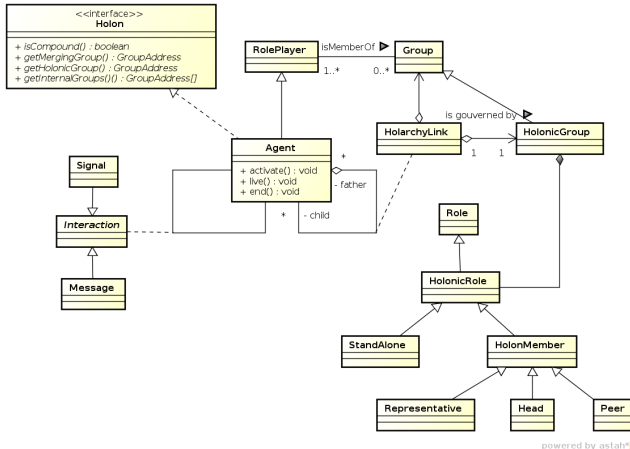 <<interface>>
Holon
+ isCompound() : boolean
+ getMergingGroup() : GroupAddress
+ getHolonicGroup() : GroupAddress
+ getInternalGroups()() : GroupAddress[]
RolePlayer
isMemberOf
1..*
0..*
Group
is gouverned by
HolarchyLink
1
1
HolonicGroup
Agent
+ activate() : void
+ live() : void
+ end() : void
*
- father
*
- child
Signal
Interaction
Message
Role
HolonicRole
StandAlone
HolonMember
Representative
Head
Peer
powered by astah*